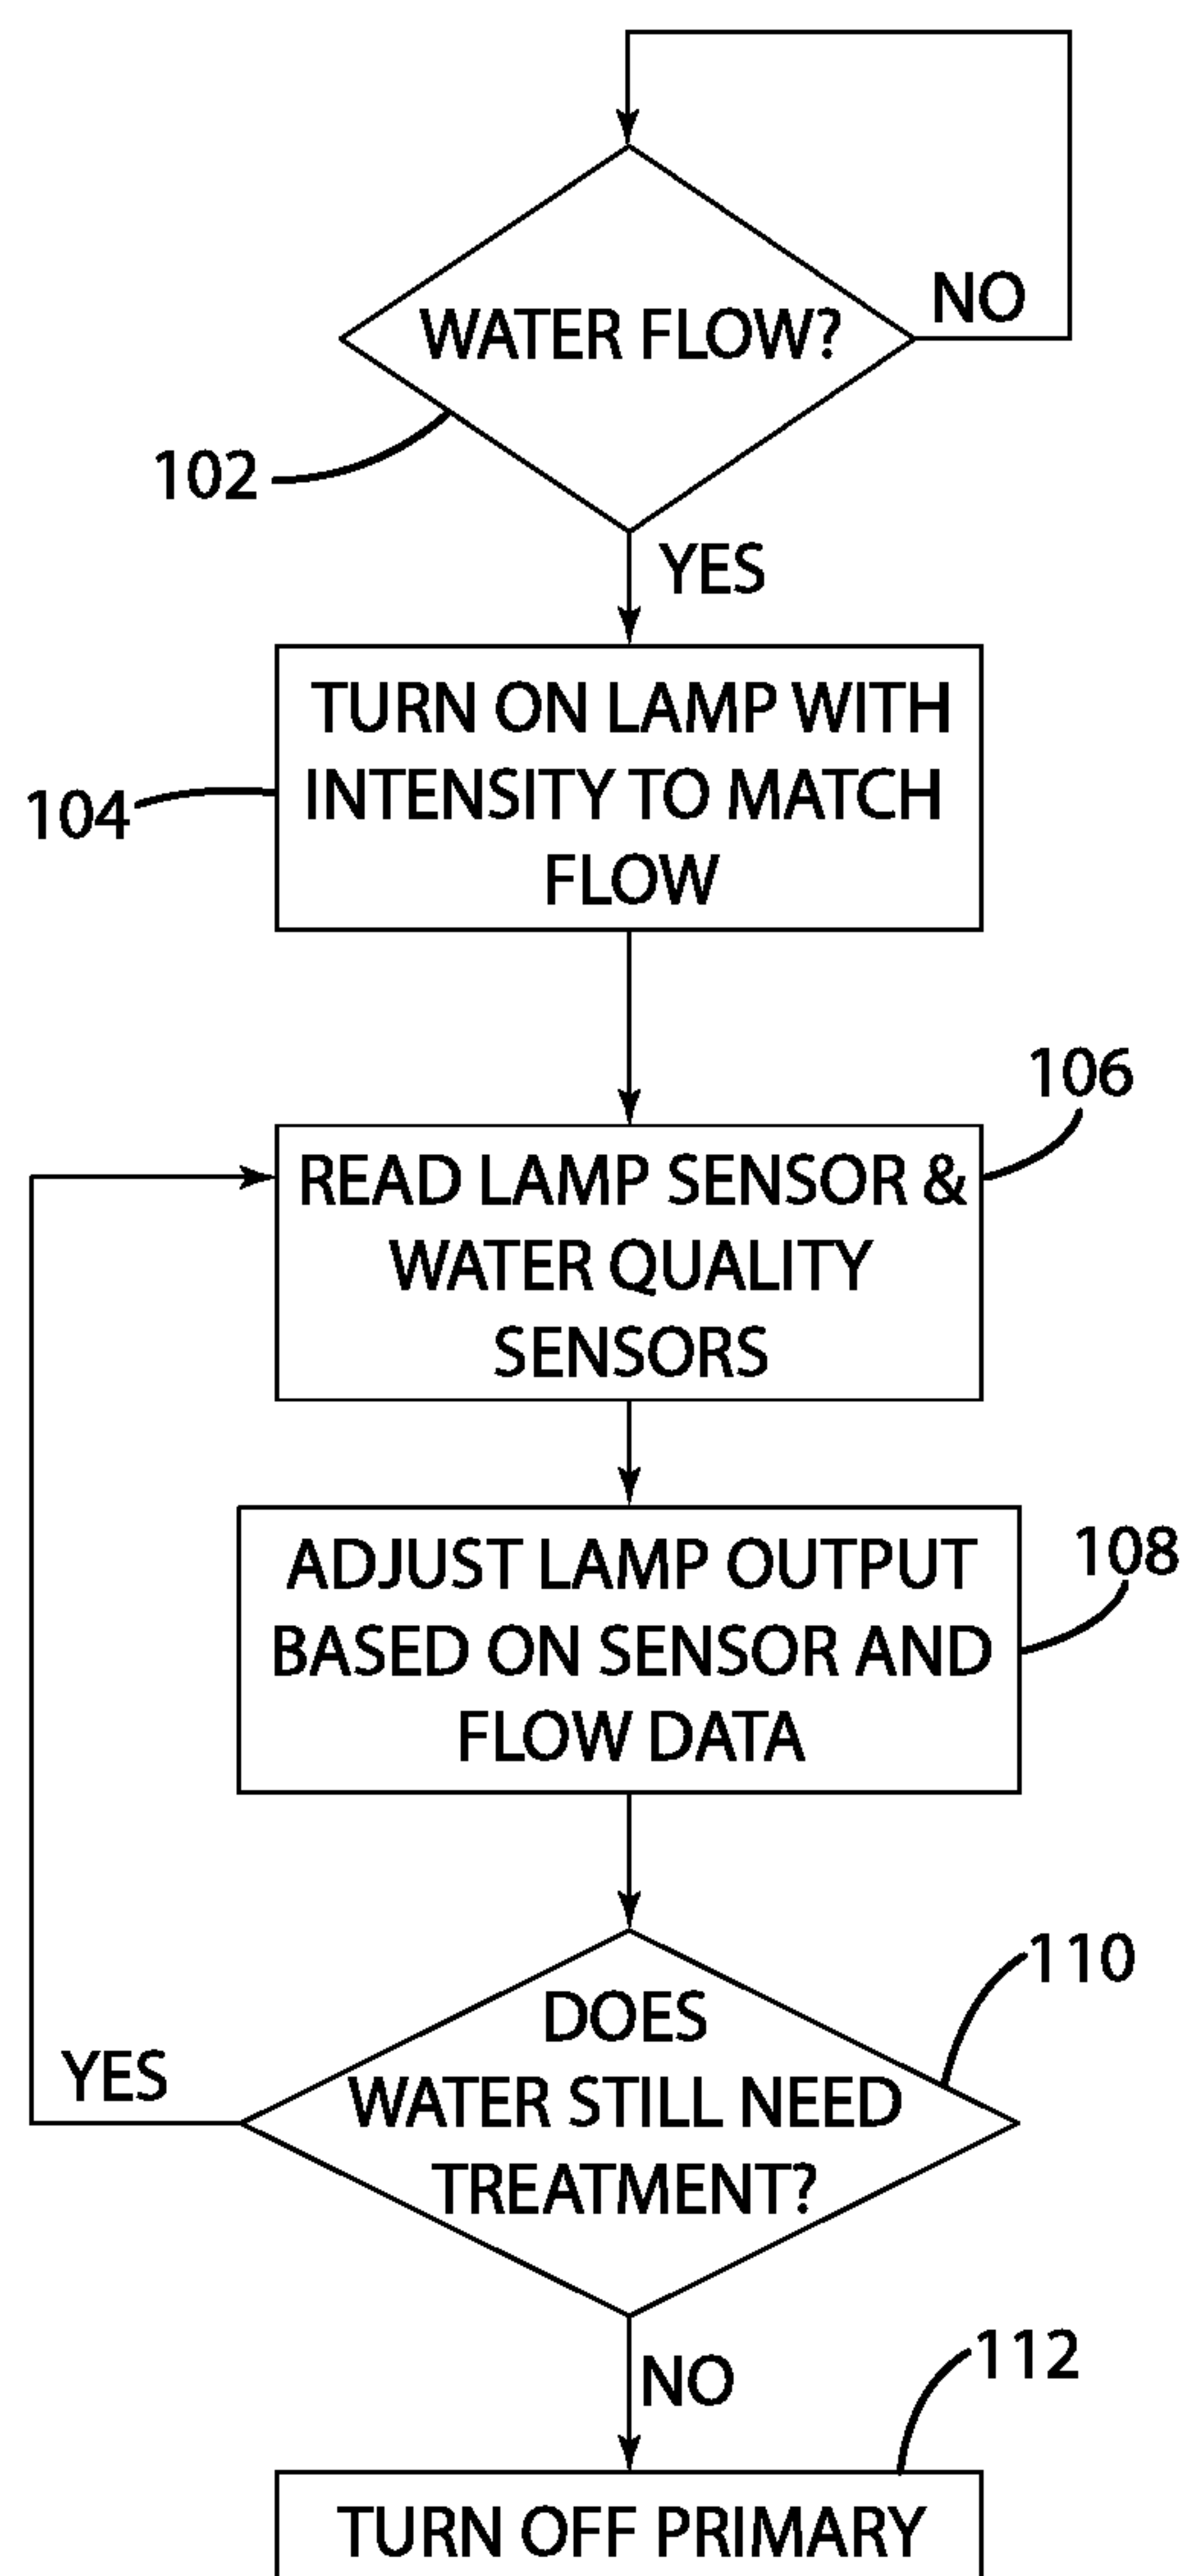 NO
WATER FLOW?
102
YES
TURN ON LAMP WITH
INTENSITY TO MATCH
FLOW
104
106
READ LAMP SENSOR &
WATER QUALITY
SENSORS
108
ADJUST LAMP OUTPUT
BASED ON SENSOR AND
FLOW DATA
110
DOES
WATER STILL NEED
TREATMENT?
YES
NO
112
TURN OFF PRIMARY